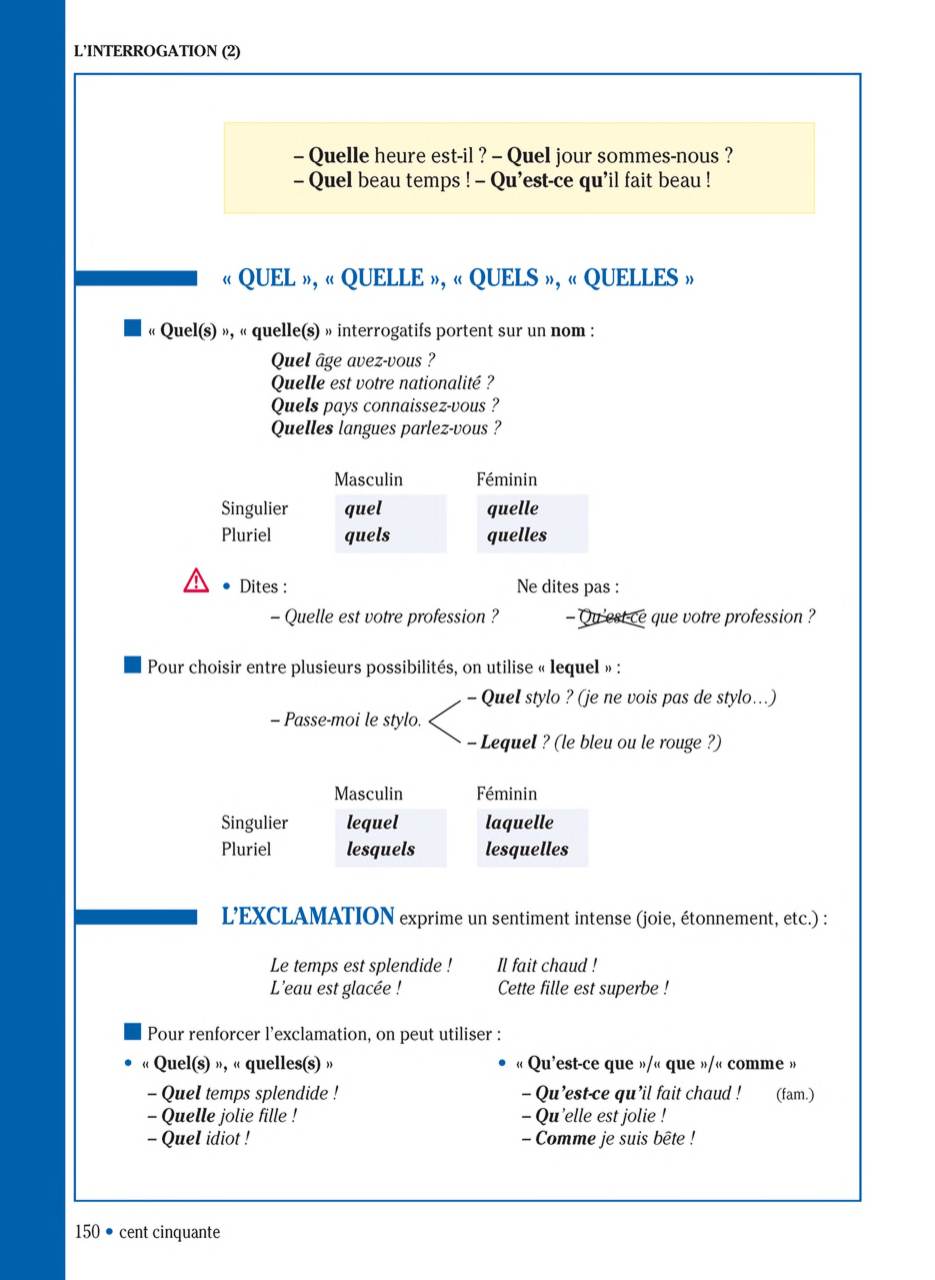 L'INTERROGATION (2)
– Quelle heure est-il ? – Quel jour sommes-nous ?
– Quel beau temps ! – Qu'est-ce qu'il fait beau !
« QUEL », « QUELLE », « QUELS », « QUELLES »
« Quel(s) », « quelle(s) » interrogatifs portent sur un nom :
Quel âge avez-vous ?
Quelle est votre nationalité ?
Quels pays connaissez-vous ?
Quelles langues parlez-vous ?
Masculin Féminin
Singulier quel quelle
Pluriel quels quelles
• Dites : Ne dites pas :
– Quelle est votre profession ? – Qu'est-ce que votre profession ?
Pour choisir entre plusieurs possibilités, on utilise « lequel » :
– Quel stylo ? (je ne vois pas de stylo…)
– Passe-moi le stylo.
– Lequel ? (le bleu ou le rouge ?)
Masculin Féminin
Singulier lequel laquelle
Pluriel lesquels lesquelles
L'EXCLAMATION exprime un sentiment intense (joie, étonnement, etc.) :
Le temps est splendide ! Il fait chaud !
L'eau est glacée ! Cette fille est superbe !
Pour renforcer l'exclamation, on peut utiliser :
• « Quel(s) », « quelles(s) »
– Quel temps splendide !
– Quelle jolie fille !
– Quel idiot !
• « Qu'est-ce que »/« que »/« comme »
– Qu'est-ce qu'il fait chaud ! (fam.)
– Qu'elle est jolie !
– Comme je suis bête !
150 • cent cinquante